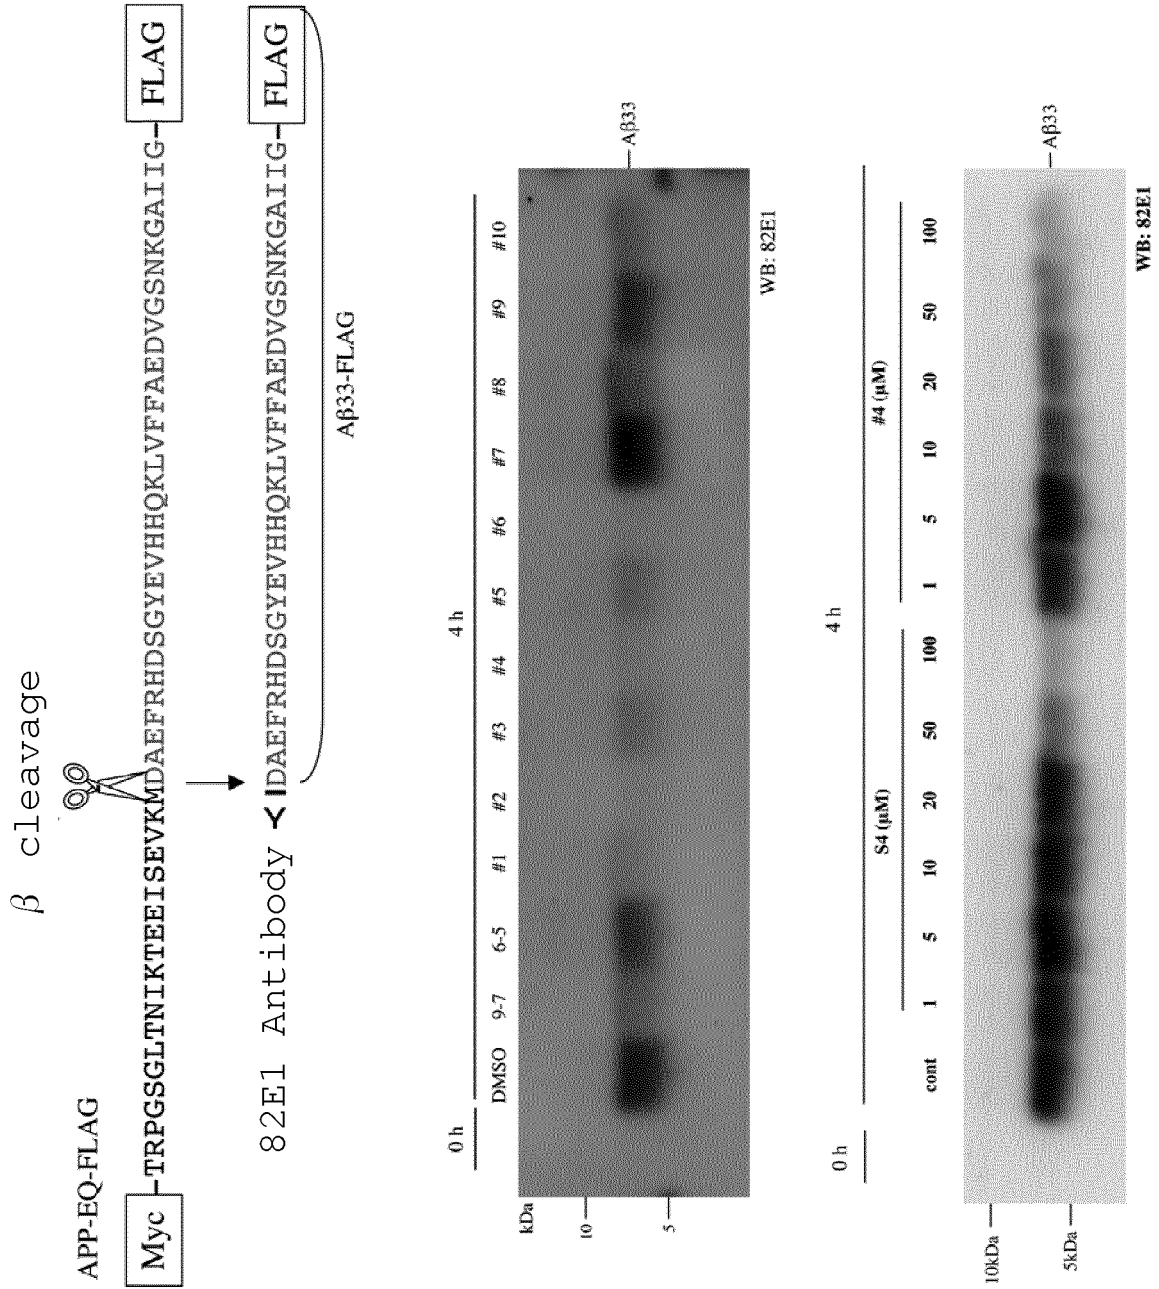 β cleavage
APP-EQ-FLAG
Myc TRPGSGLTNIKTEEISEVKMDAEFRHDSGYEVHHQKLVFFAEDVGSNKGAIIG FLAG
82E1 Antibody DAEFRHDSGYEVHHQKLVFFAEDVGSNKGAIIG FLAG
Aβ33-FLAG
0 h 4 h
kDa DMSO 9-7 6-5 #1 #2 #3 #4 #5 #6 #7 #8 #9 #10
10
Aβ33
5
WB: 82E1
0 h 4 h
S4 (μM) #4 (μM)
cont 1 5 10 20 50 100 1 5 10 20 50 100
10kDa
Aβ33
5kDa
WB: 82E1